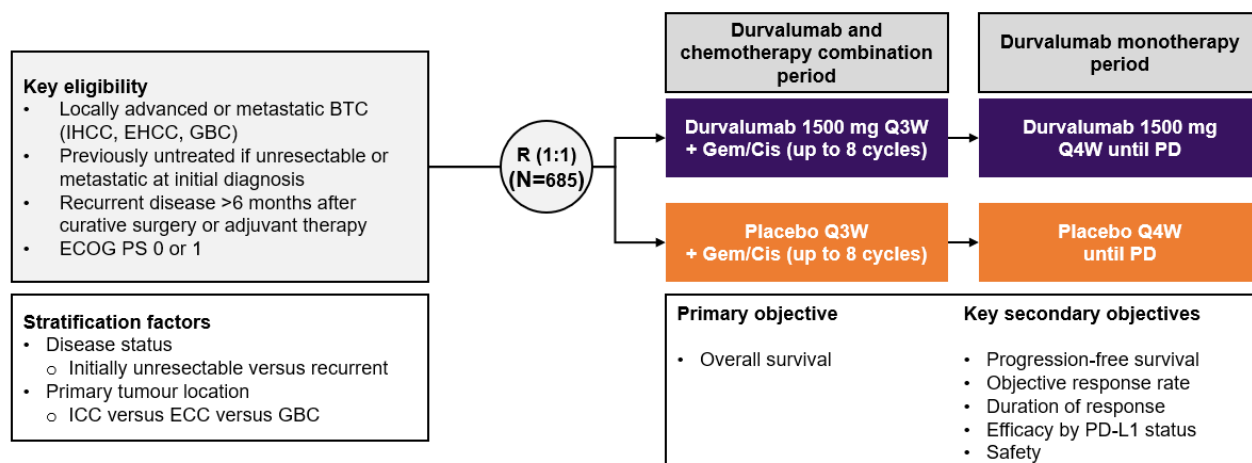 Key eligibility
• Locally advanced or metastatic BTC
(IHCC, EHCC, GBC)
• Previously untreated if unresectable or
metastatic at initial diagnosis
• Recurrent disease >6 months after
curative surgery or adjuvant therapy
• ECOG PS 0 or 1
Stratification factors
• Disease status
o Initially unresectable versus recurrent
• Primary tumour location
o ICC versus ECC versus GBC
R (1:1)
(N=685)
Durvalumab and
chemotherapy combination
period
Durvalumab monotherapy
period
Durvalumab 1500 mg Q3W
+ Gem/Cis (up to 8 cycles)
Durvalumab 1500 mg
Q4W until PD
Placebo Q3W
+ Gem/Cis (up to 8 cycles)
Placebo Q4W
until PD
Primary objective
• Overall survival
Key secondary objectives
• Progression-free survival
• Objective response rate
• Duration of response
• Efficacy by PD-L1 status
• Safety